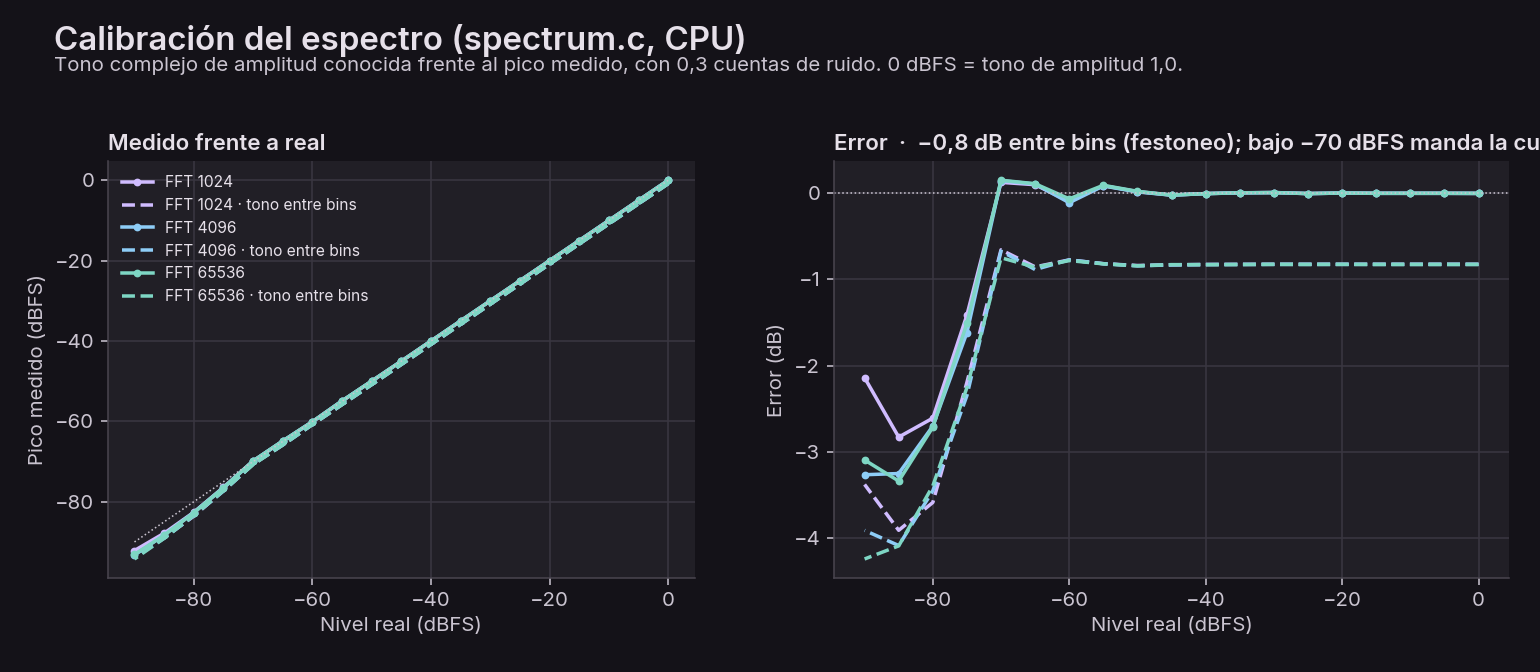 Calibración del espectro (spectrum.c, CPU)
Tono complejo de amplitud conocida frente al pico medido, con 0,3 cuentas de ruido. 0 dBFS = tono de amplitud 1,0.
Medido frente a real
0
−20
−40
−60
−80
Pico medido (dBFS)
FFT 1024
FFT 1024 · tono entre bins
FFT 4096
FFT 4096 · tono entre bins
FFT 65536
FFT 65536 · tono entre bins
−80
−60
−40
−20
0
Nivel real (dBFS)
Error · −0,8 dB entre bins (festoneo); bajo −70 dBFS manda la cu
0
−1
−2
−3
−4
Error (dB)
−80
−60
−40
−20
0
Nivel real (dBFS)